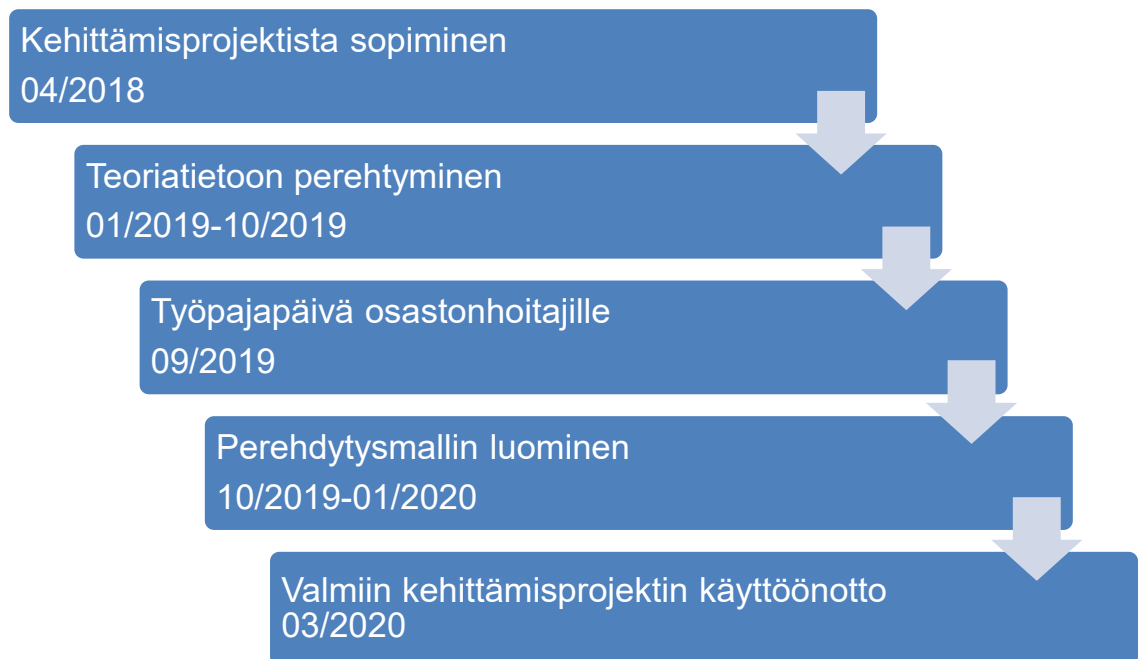 Kehittämisprojektista sopiminen
04/2018
Teoriatietoon perehtyminen
01/2019-10/2019
Työpajapäivä osastonhoitajille
09/2019
Perehdytysmallin luominen
10/2019-01/2020
Valmiin kehittämisprojektin käyttöönotto
03/2020